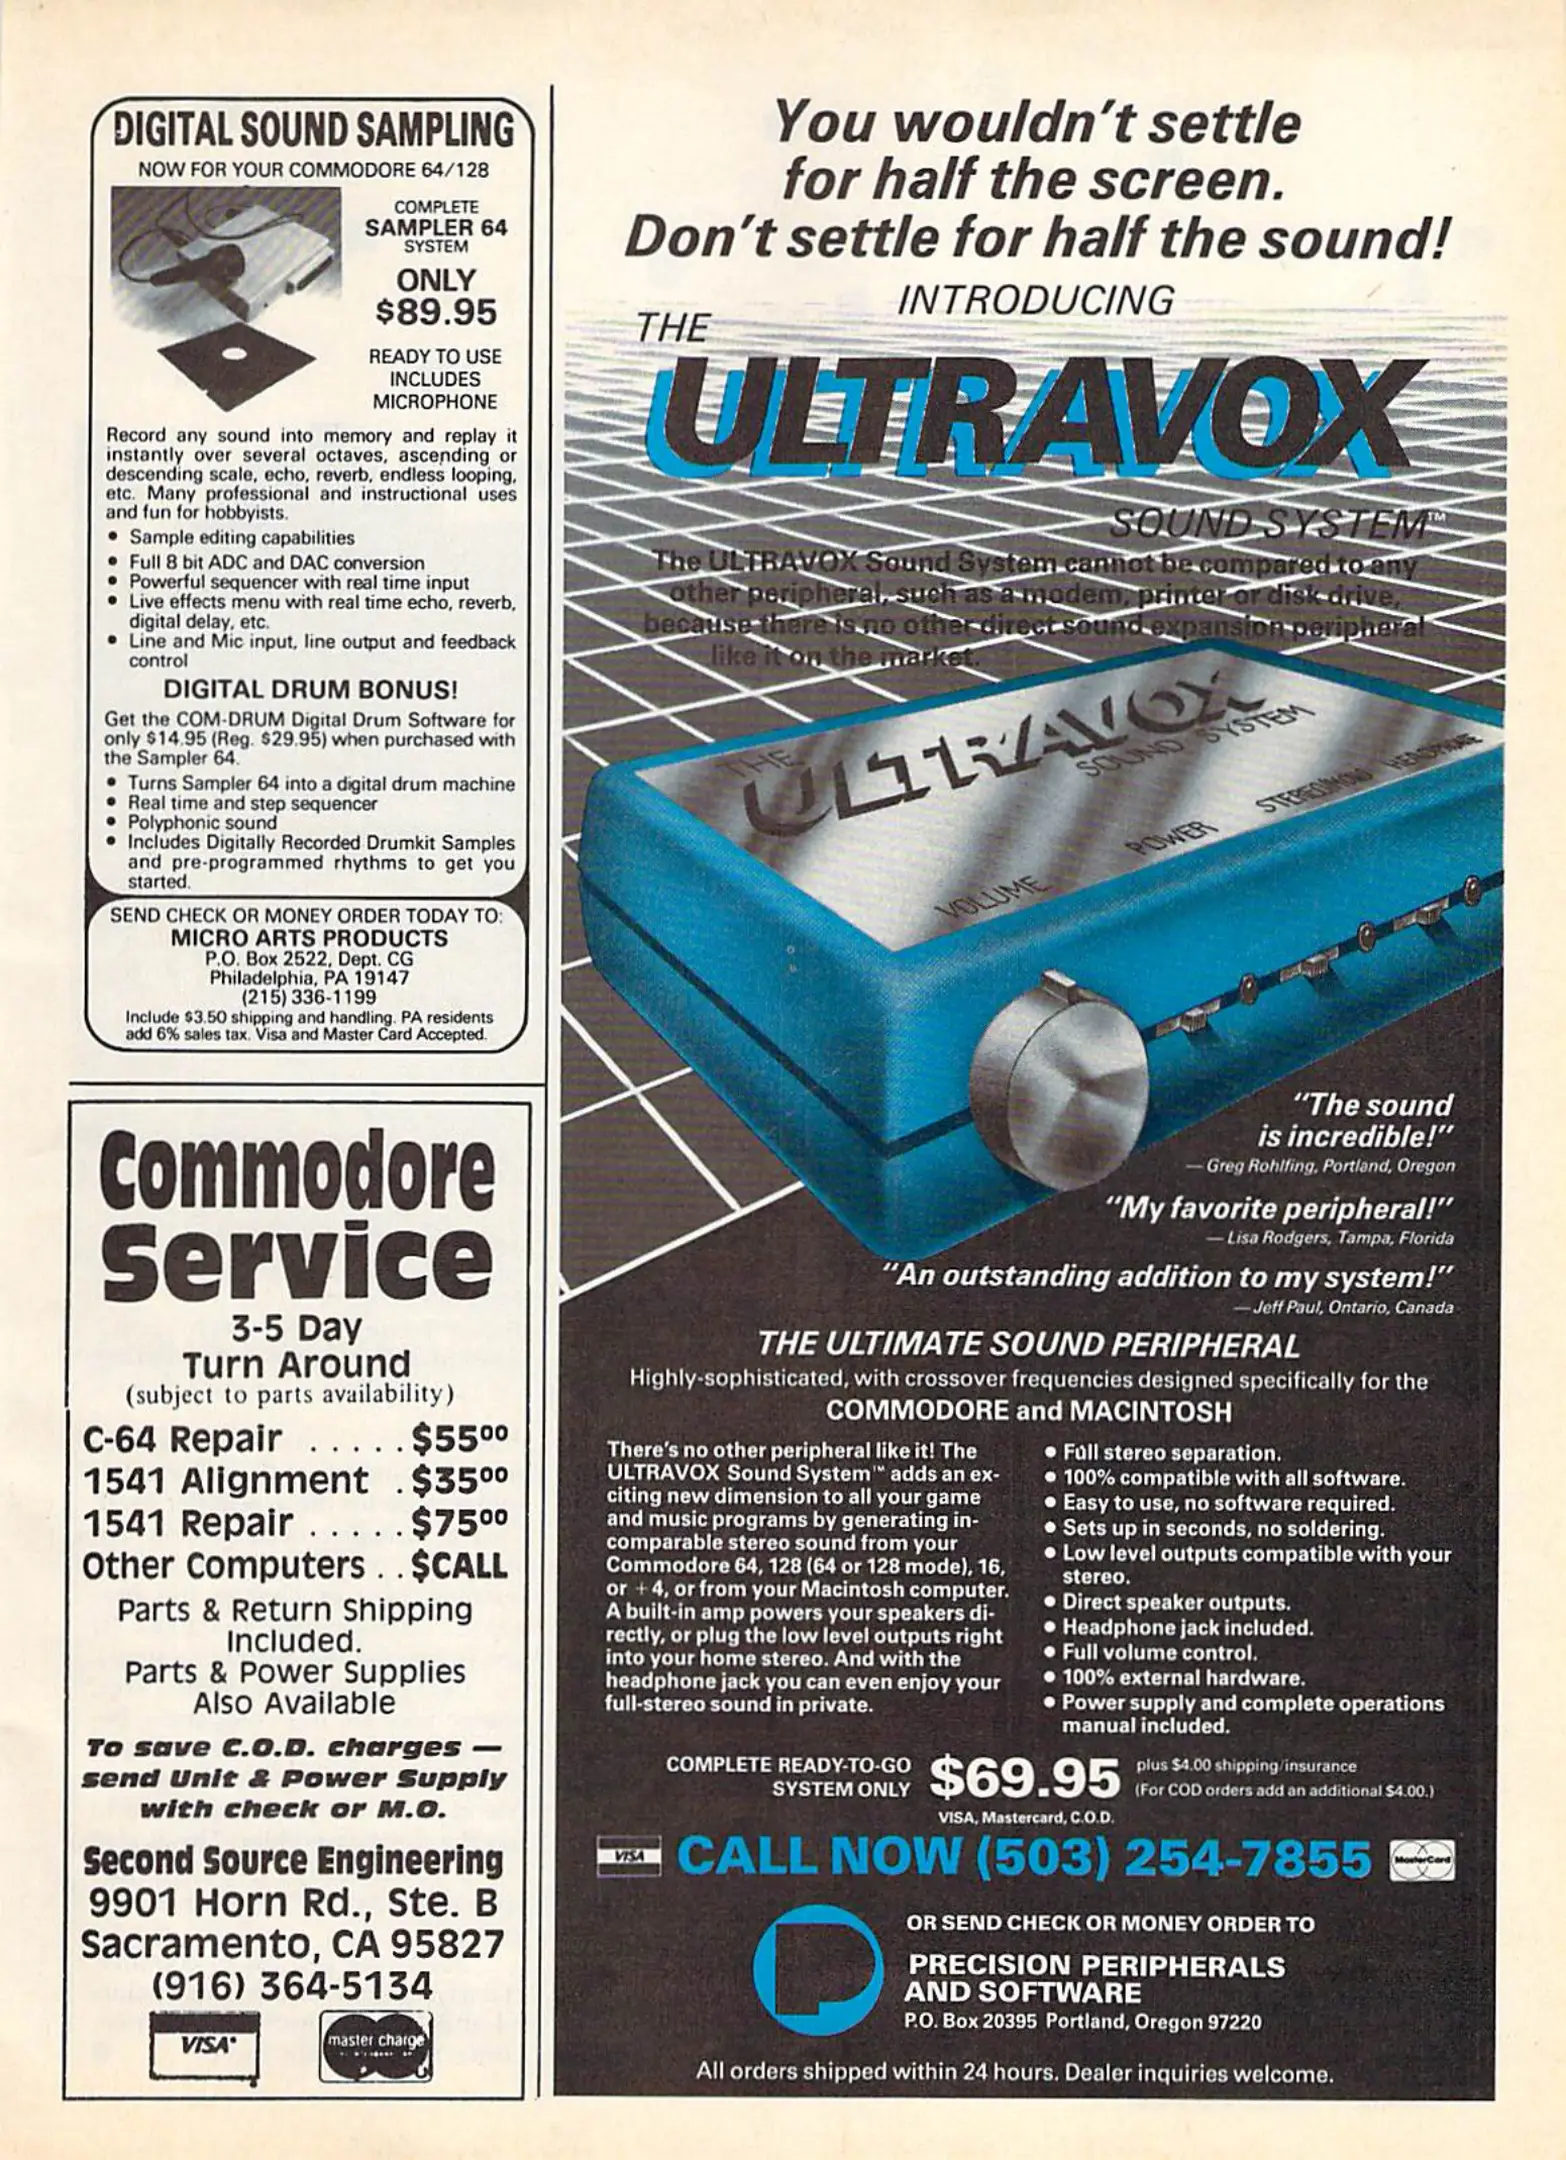 DIGITAL SOUND SAMPLING
NOW FOR YOUR COMMODORE 64/128
COMPLETE
SAMPLER 64
SYSTEM
ONLY
$89.95
READY TO USE
INCLUDES
MICROPHONE
Record any sound into memory and replay it
instantly over several octaves, ascending or
descending scale, echo, reverb, endless looping,
etc. Many professional and instructional uses
and fun for hobbyists.
• Sample editing capabilities
• Full 8 bit ADC and DAC conversion
• Powerful sequencer with real time input
• Live effects menu with real time echo, reverb,
digital delay, etc.
• Line and Mic input, line output and feedback
control
DIGITAL DRUM BONUS!
Get the COM-DRUM Digital Drum Software for
only $14.95 (Reg. $29.95) when purchased with
the Sampler 64.
• Turns Sampler 64 into a digital drum machine
• Real time and step sequencer
• Polyphonic sound
• Includes Digitally Recorded Drumkit Samples
and pre-programmed rhythms to get you
started.
SEND CHECK OR MONEY ORDER TODAY TO:
MICRO ARTS PRODUCTS
P.O. Box 2522, Dept. CG
Philadelphia, PA 19147
(215) 336-1199
Include $3.50 shipping and handling. PA residents
add 6% sales tax. Visa and Master Card Accepted.
Commodore
Service
3-5 Day
Turn Around
(subject to parts availability)
C-64 Repair ..... $55⁰⁰
1541 Alignment . $35⁰⁰
1541 Repair ..... $75⁰⁰
Other Computers .. $CALL
Parts & Return Shipping
Included.
Parts & Power Supplies
Also Available
To save C.O.D. charges —
send Unit & Power Supply
with check or M.O.
Second Source Engineering
9901 Horn Rd., Ste. B
Sacramento, CA 95827
(916) 364-5134
VISA
master charge
You wouldn't settle
for half the screen.
Don't settle for half the sound!
INTRODUCING
THE
ULTRAVOX
SOUND SYSTEM™
The ULTRAVOX Sound System cannot be compared to any
other peripheral, such as a modem, printer or disk drive,
because there is no other direct sound expansion peripheral
like it on the market.
THE
ULTRAVOX
SOUND SYSTEM
VOLUME
POWER
STEREO/MONO
HEADPHONE
"The sound
is incredible!"
— Greg Rohlfing, Portland, Oregon
"My favorite peripheral!"
— Lisa Rodgers, Tampa, Florida
"An outstanding addition to my system!"
— Jeff Paul, Ontario, Canada
THE ULTIMATE SOUND PERIPHERAL
Highly-sophisticated, with crossover frequencies designed specifically for the
COMMODORE and MACINTOSH
There's no other peripheral like it! The
ULTRAVOX Sound System™ adds an ex-
citing new dimension to all your game
and music programs by generating in-
comparable stereo sound from your
Commodore 64, 128 (64 or 128 mode), 16,
or +4, or from your Macintosh computer.
A built-in amp powers your speakers di-
rectly, or plug the low level outputs right
into your home stereo. And with the
headphone jack you can even enjoy your
full-stereo sound in private.
• Full stereo separation.
• 100% compatible with all software.
• Easy to use, no software required.
• Sets up in seconds, no soldering.
• Low level outputs compatible with your
stereo.
• Direct speaker outputs.
• Headphone jack included.
• Full volume control.
• 100% external hardware.
• Power supply and complete operations
manual included.
COMPLETE READY-TO-GO
SYSTEM ONLY
$69.95
plus $4.00 shipping/insurance
(For COD orders add an additional $4.00.)
VISA, Mastercard, C.O.D.
VISA
CALL NOW (503) 254-7855
MasterCard
OR SEND CHECK OR MONEY ORDER TO
PRECISION PERIPHERALS
AND SOFTWARE
P.O. Box 20395 Portland, Oregon 97220
All orders shipped within 24 hours. Dealer inquiries welcome.